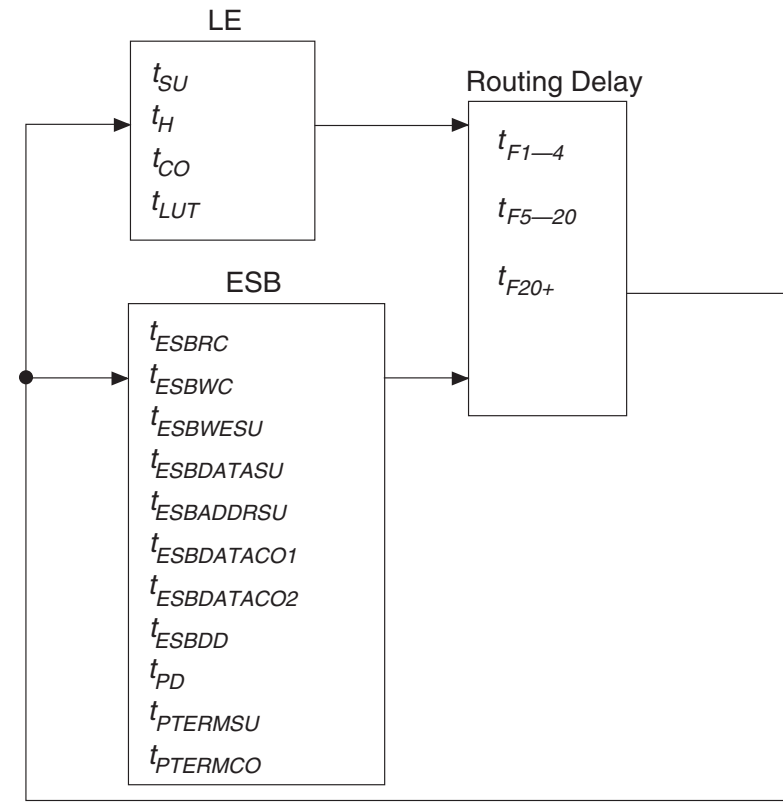 LE
tSU
tH
tCO
tLUT
Routing Delay
tF1—4
tF5—20
tF20+
ESB
tESBRC
tESBWC
tESBWESU
tESBDATASU
tESBADDRSU
tESBDATACO1
tESBDATACO2
tESBDD
tPD
tPTERMSU
tPTERMCO